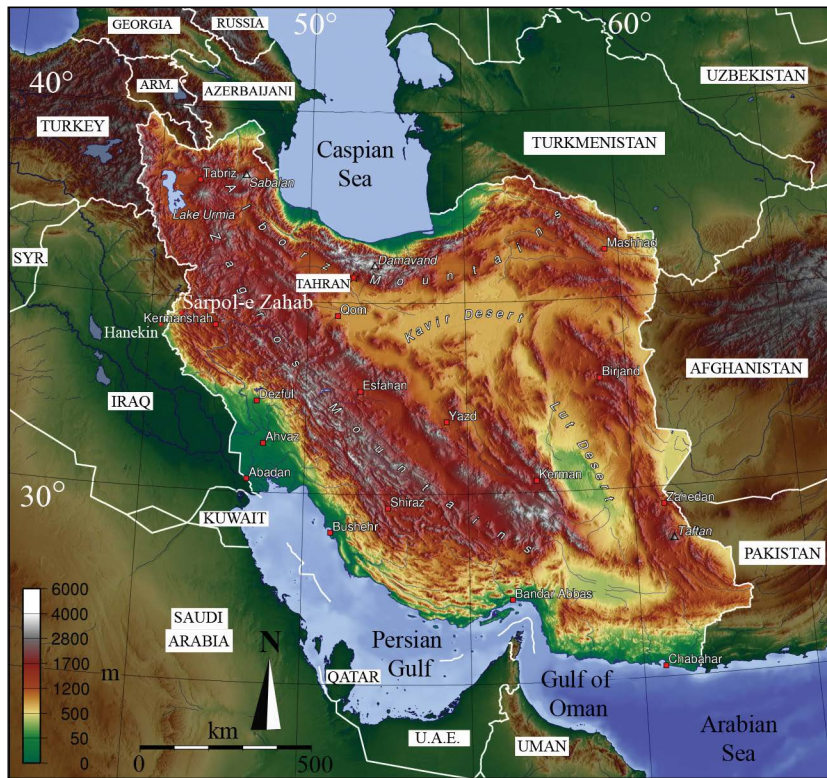 GEORGIA
RUSSIA
50°
60°
40°
ARM.
AZERBAIJANI
UZBEKISTAN
TURKEY
TURKMENISTAN
Caspian
Sea
Tabriz
Sabalan
Lake Urmia
Alborz Mountains
Mashhad
Damavand
SYR.
TAHRAN
Zagros Mountains
Sarpol-e Zahab
Kermanshah
Qom
Kavir Desert
Hanekin
AFGHANISTAN
Birjand
IRAQ
Dezful
Esfahan
Yazd
Lut Desert
Ahvaz
Abadan
Kerman
30°
Shiraz
Zahedan
KUWAIT
Bushehr
Taftan
PAKISTAN
6000
4000
2800
1700
1200
500
50
0
m
SAUDI
ARABIA
Bandar Abbas
N
Persian
Gulf
QATAR
Chabahar
Gulf of
Oman
km
0
500
U.A.E.
UMAN
Arabian
Sea